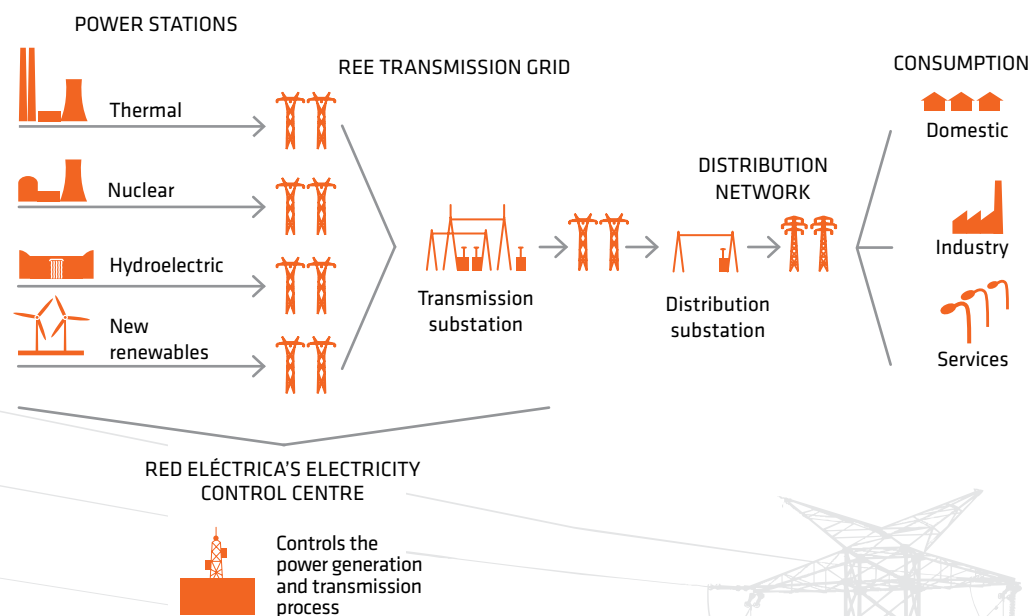 POWER STATIONS
REE TRANSMISSION GRID
CONSUMPTION
Thermal
Domestic
Nuclear
DISTRIBUTION
NETWORK
Industry
Hydroelectric
Transmission
substation
Distribution
substation
New
renewables
Services
RED ELÉCTRICA'S ELECTRICITY
CONTROL CENTRE
Controls the
power generation
and transmission
process